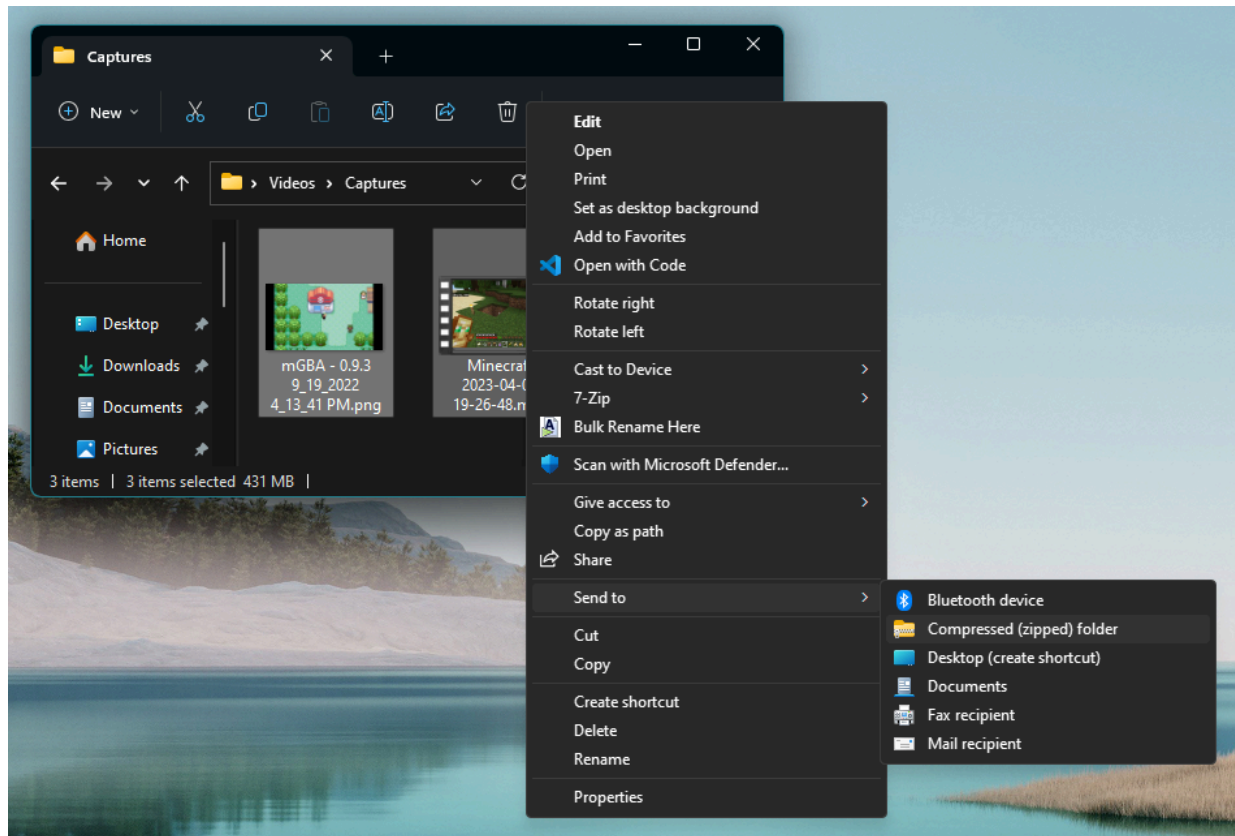 Captures
New
Videos
Captures
Home
Desktop
Downloads
Documents
Pictures
mGBA - 0.9.3
9_19_2022
4_13_41 PM.png
19-26-48.
3 items
3 items selected 431 MB
Edit
Open
Print
Set as desktop background
Add to Favorites
Open with Code
Rotate right
Rotate left
Cast to Device
7-Zip
Bulk Rename Here
Scan with Microsoft Defender...
Give access to
Copy as path
Share
Send to
Cut
Copy
Create shortcut
Delete
Rename
Properties
Bluetooth device
Compressed (zipped) folder
Desktop (create shortcut)
Documents
Fax recipient
Mail recipient